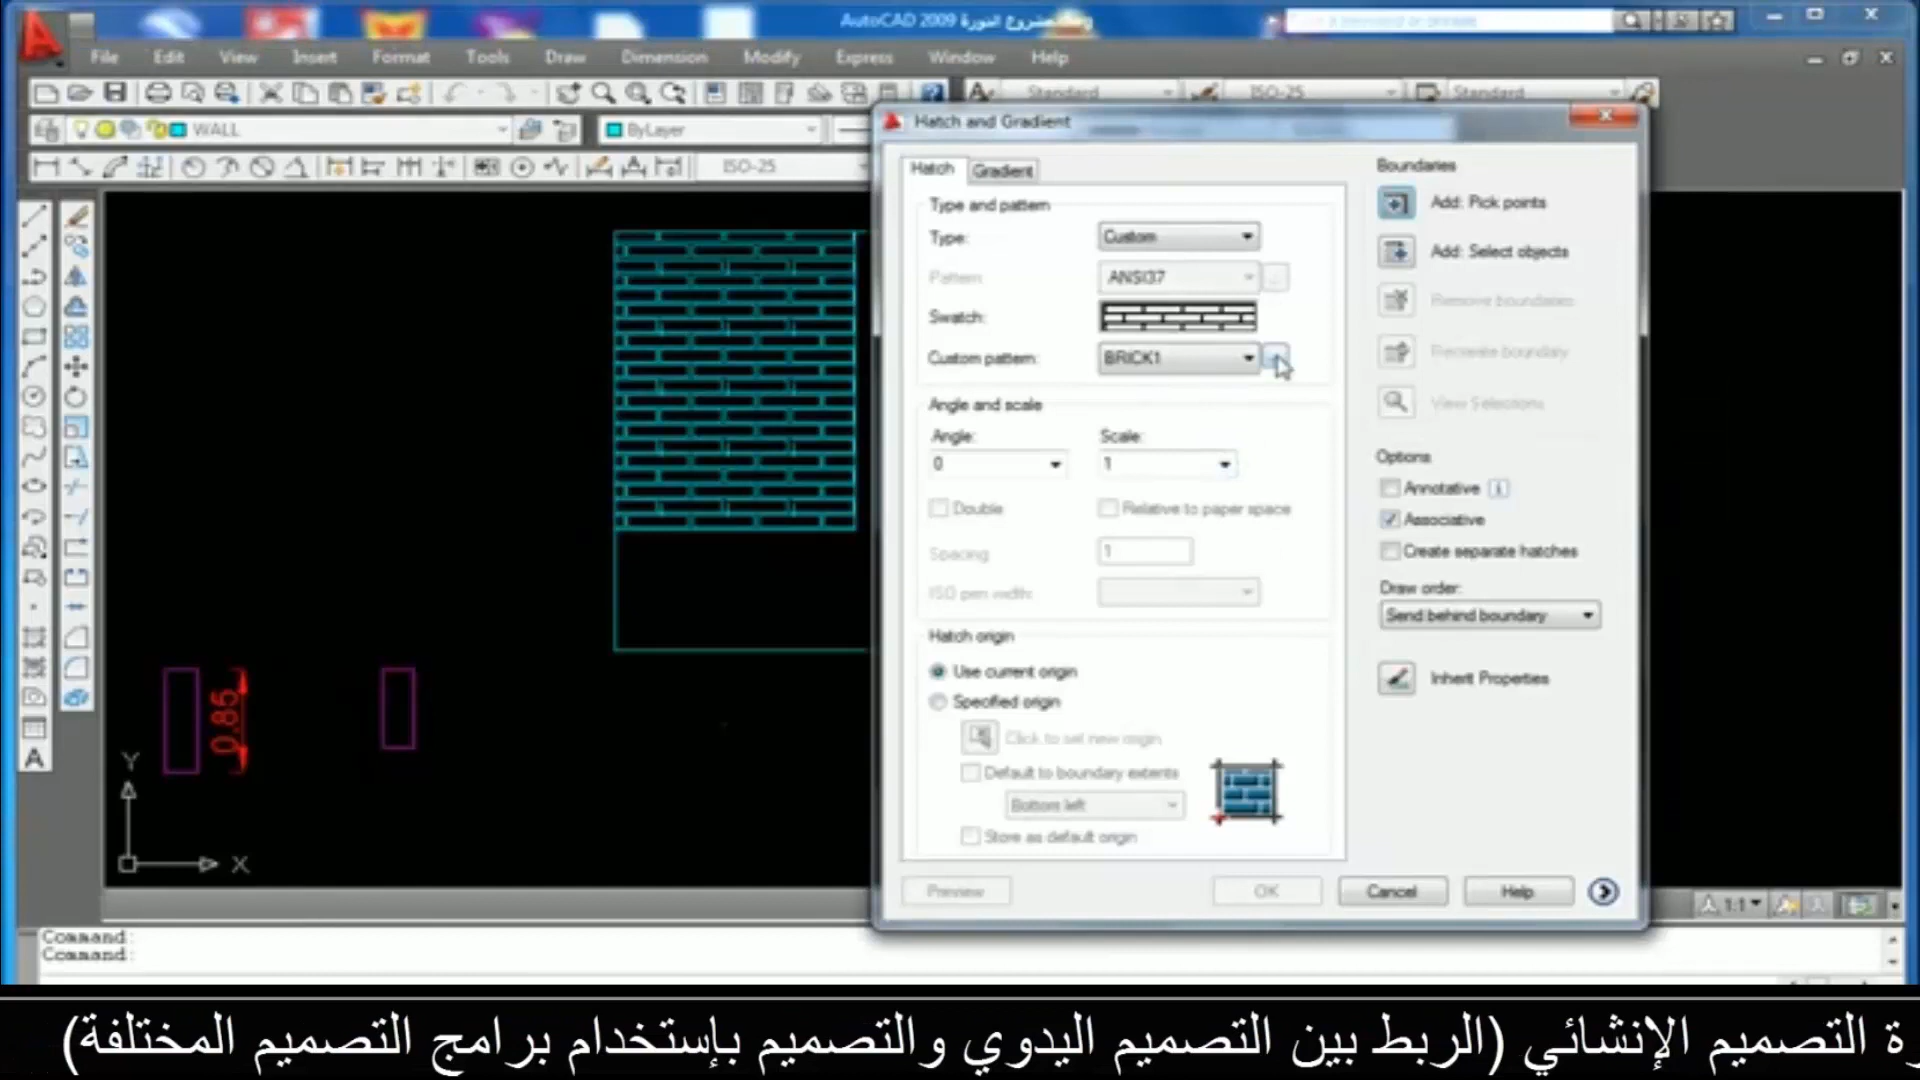 AutoCAD 2009
File Edit View Insert Format Tools Draw Dimension Modify Express Window Help
Standard ISO-25 Standard
WALL ByLayer
ISO-25
Hatch and Gradient
Hatch Gradient
Type and pattern
Type: Custom
Pattern: ANSI37
Swatch:
Custom pattern: BRICK1
Angle and scale
Angle: Scale:
0 1
Double Relative to paper space
Spacing: 1
ISO pen width:
Hatch origin
Use current origin
Specified origin
Click to set new origin
Default to boundary extents
Bottom left
Store as default origin
Boundaries
Add: Pick points
Add: Select objects
Remove boundaries
Recreate boundary
View Selections
Options
Annotative
Associative
Create separate hatches
Draw order:
Send behind boundary
Inherit Properties
Preview OK Cancel Help
0.85
Y
X
1:1
Command:
Command:
ة التصميم الإنشائي (الربط بين التصميم اليدوي والتصميم بإستخدام برامج التصميم المختلفة)